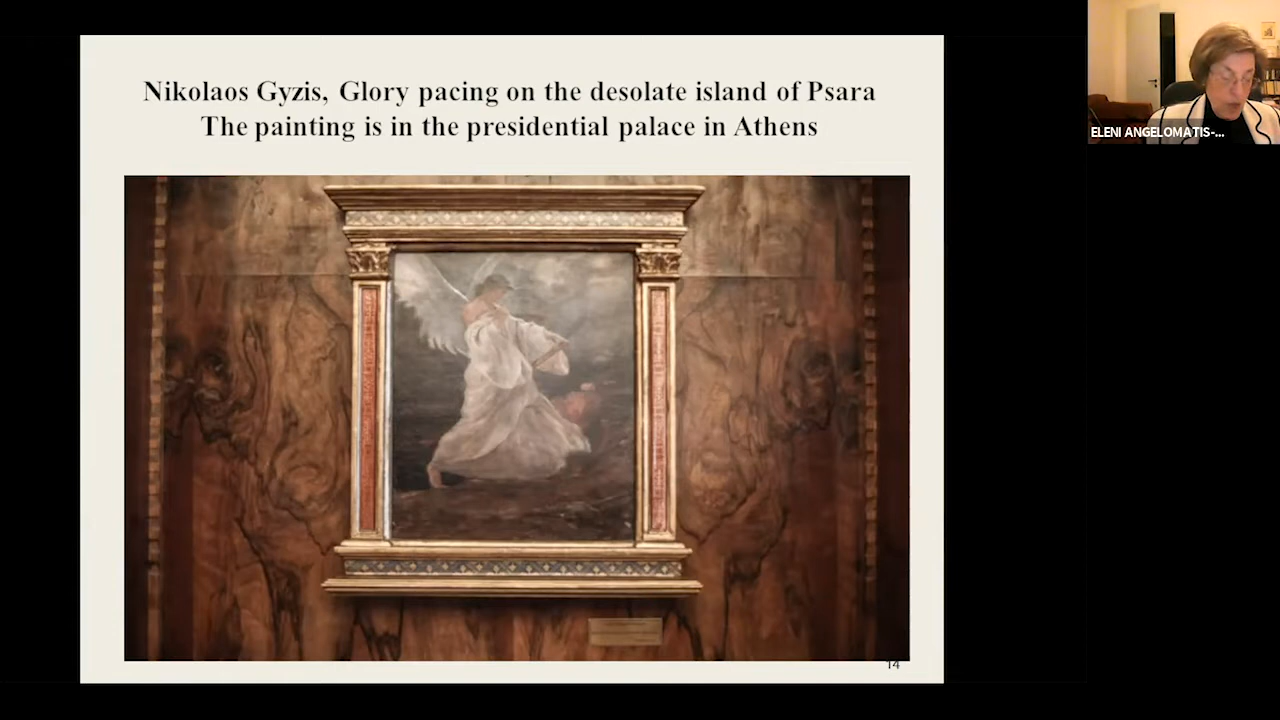 Nikolaos Gyzis, Glory pacing on the desolate island of Psara
The painting is in the presidential palace in Athens
ELENI ANGELOMATIS-...
14